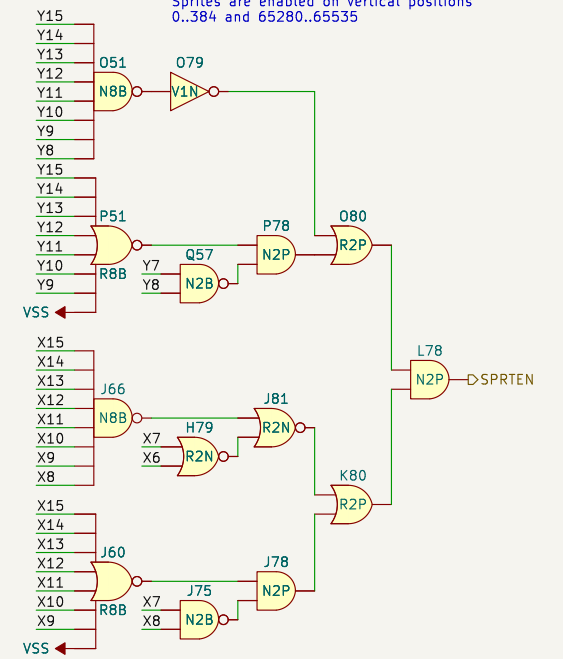 Sprites are enabled on vertical positions
0..384 and 65280..65535
Y15
Y14
Y13
Y12
Y11
Y10
Y9
Y8
O51
N8B
O79
V1N
Y15
Y14
Y13
Y12
Y11
Y10
Y9
VSS
P51
R8B
Y7
Y8
Q57
N2B
P78
N2P
O80
R2P
L78
N2P
SPRTEN
X15
X14
X13
X12
X11
X10
X9
X8
J66
N8B
X7
X6
H79
R2N
J81
R2N
K80
R2P
X15
X14
X13
X12
X11
X10
X9
VSS
J60
R8B
X7
X8
J75
N2B
J78
N2P